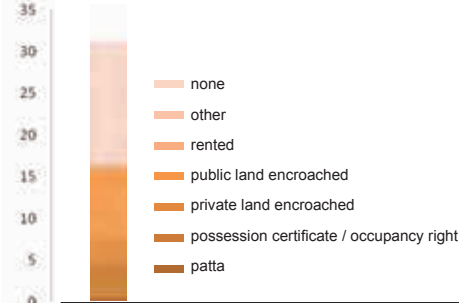 35
30
25
20
15
10
5
0
none
other
rented
public land encroached
private land encroached
possession certificate / occupancy right
patta